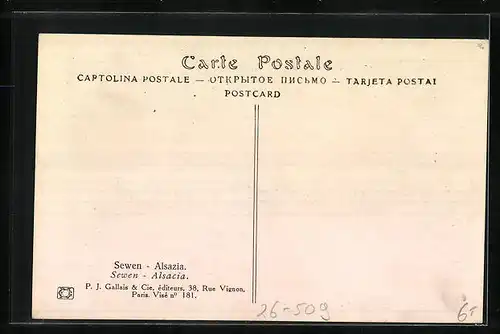 Carte Postale
CARTOLINA POSTALE — ОТКРЫТОЕ ПИСЬМО — TARJETA POSTAL
POSTCARD
Sewen - Alsazia.
Sewen - Alsacia.
P. J. Gallais & Cie, éditeurs, 38, Rue Vignon,
Paris. Visé nº 181.
26-509